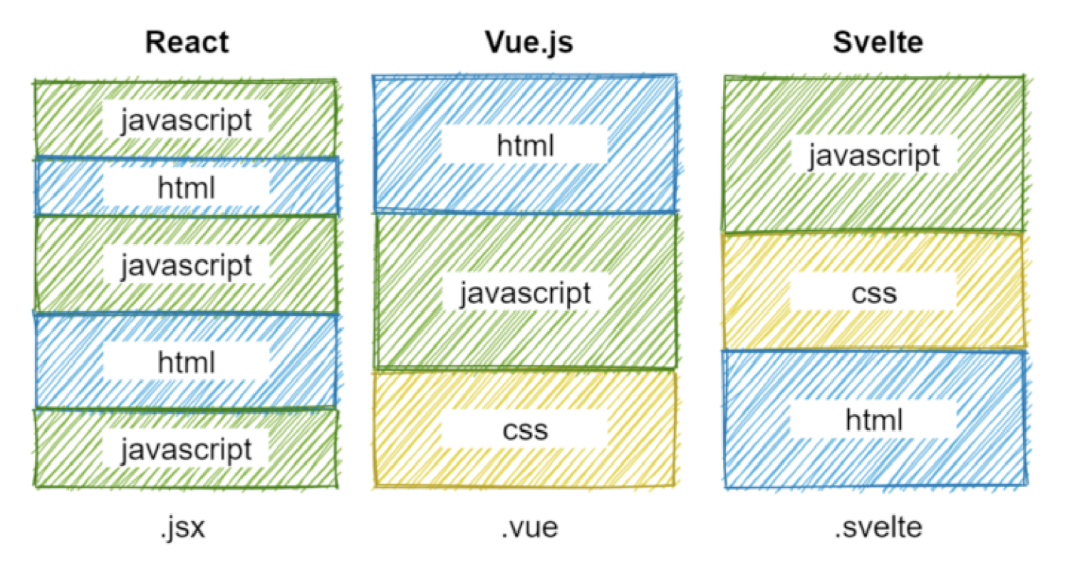 React
javascript
html
javascript
html
javascript
.jsx
Vue.js
html
javascript
css
.vue
Svelte
javascript
css
html
.svelte